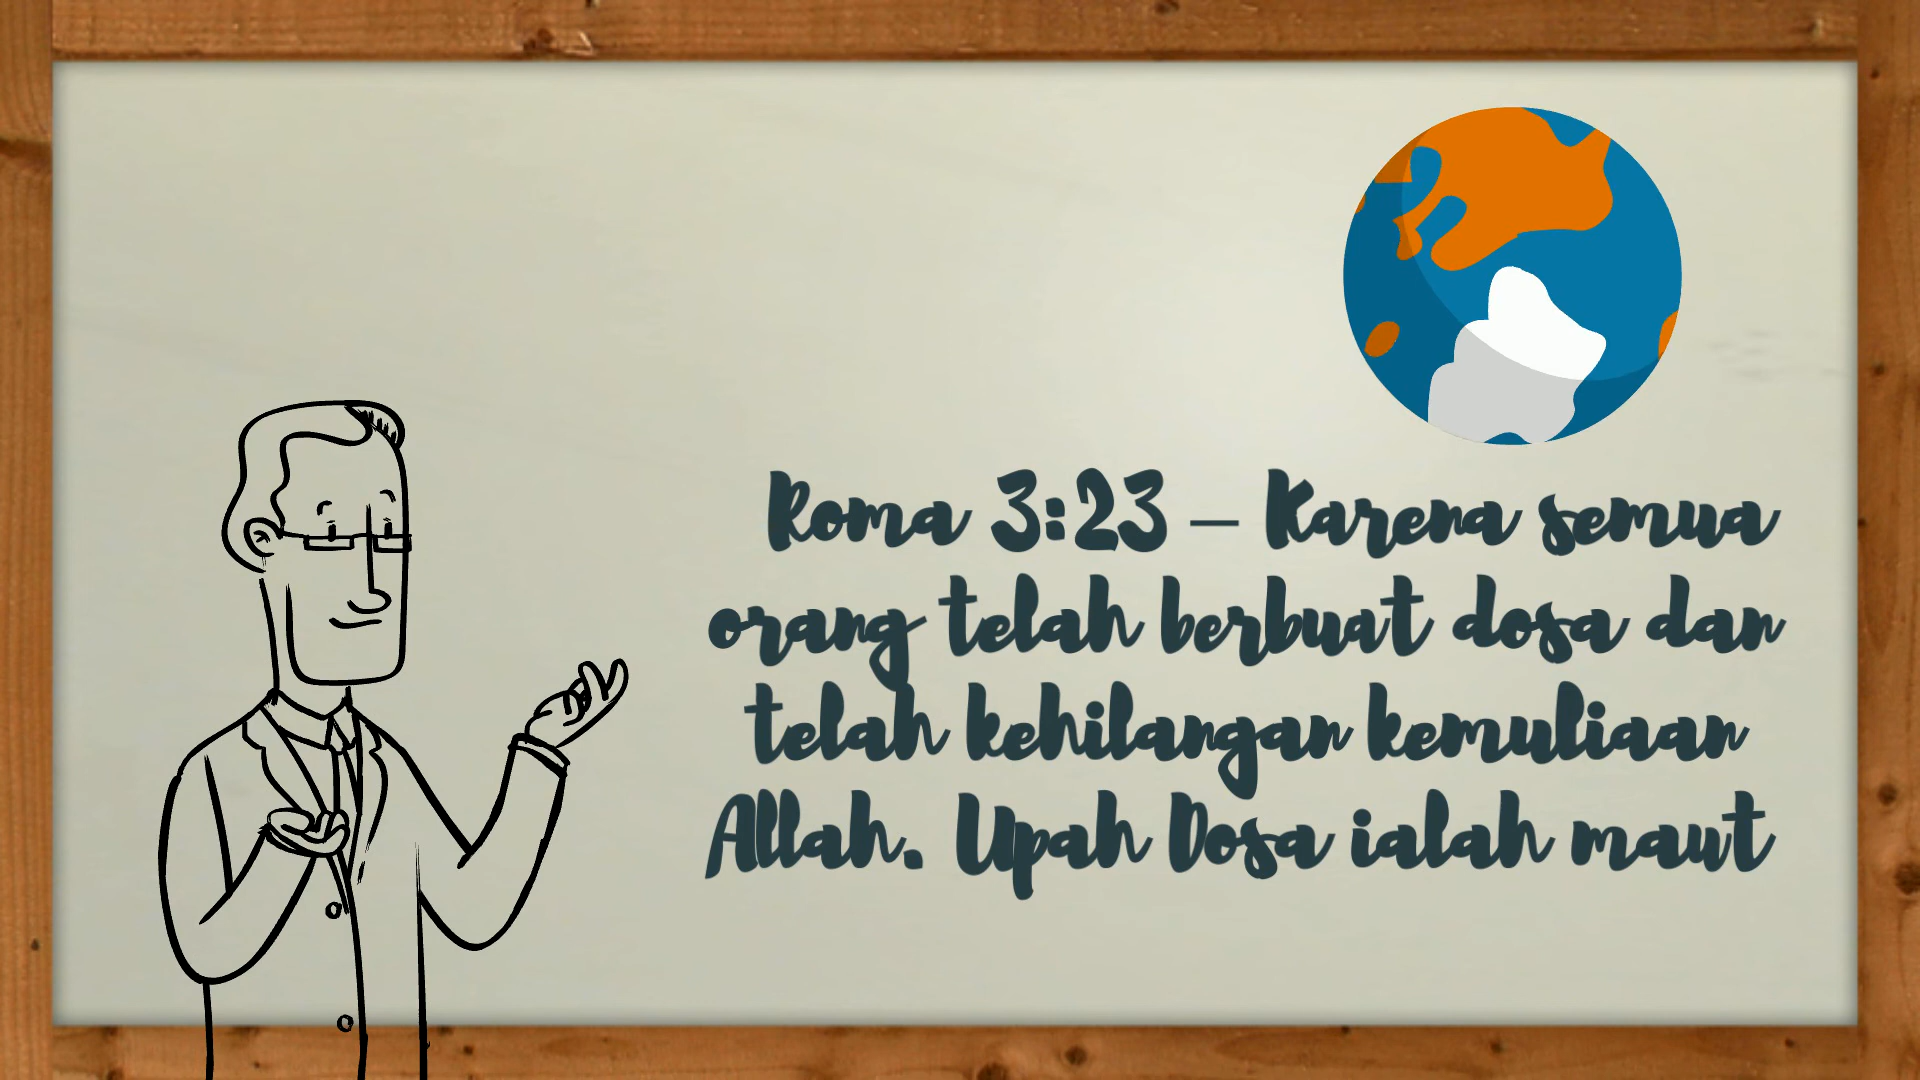 Roma 3:23 – Karena semua
orang telah berbuat dosa dan
telah kehilangan kemuliaan
Allah. Upah Dosa ialah maut